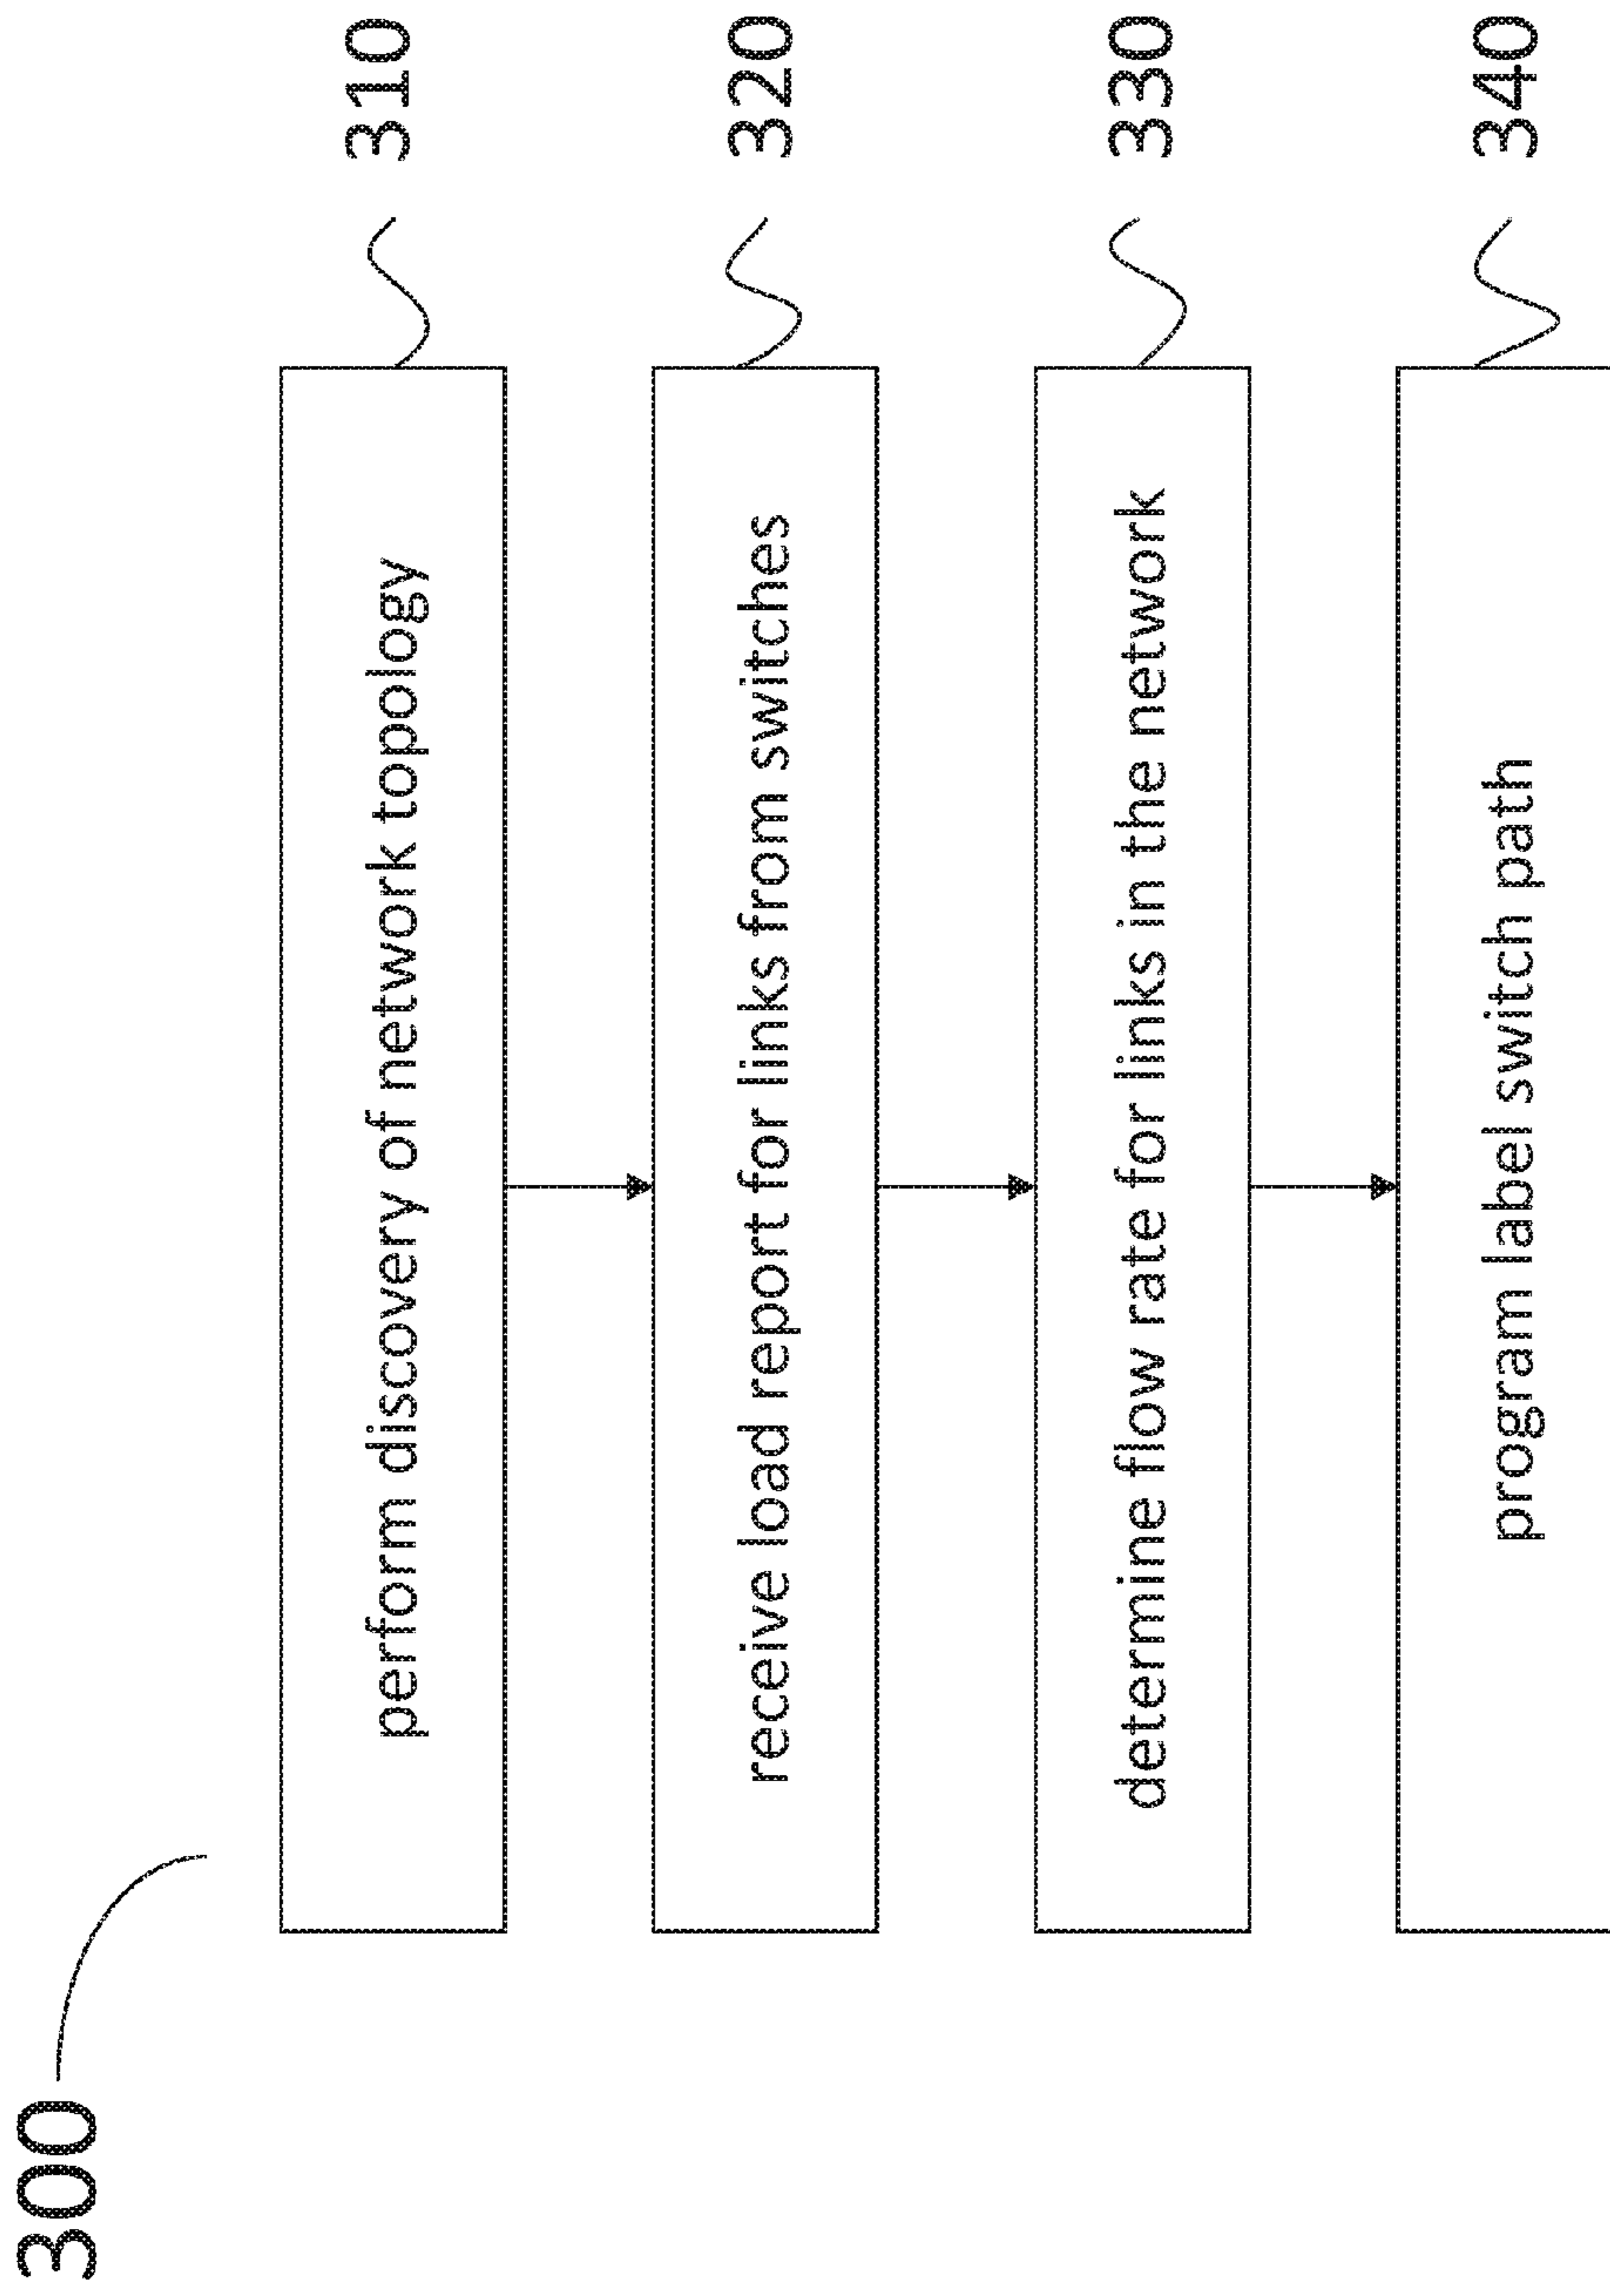 300
perform discovery of network topology
310
receive load report for links from switches
320
determine flow rate for links in the network
330
program label switch path
340